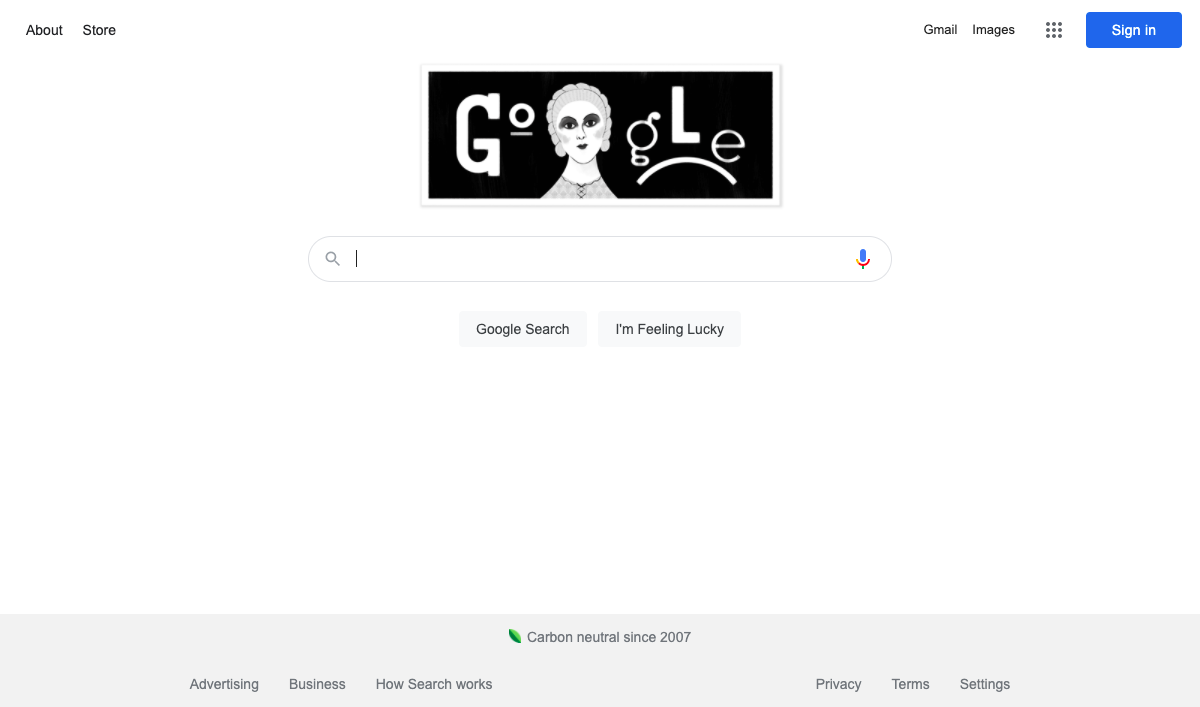 About Store
Gmail Images
Sign in
GoogLe
Google Search
I'm Feeling Lucky
Carbon neutral since 2007
Advertising Business How Search works
Privacy Terms Settings